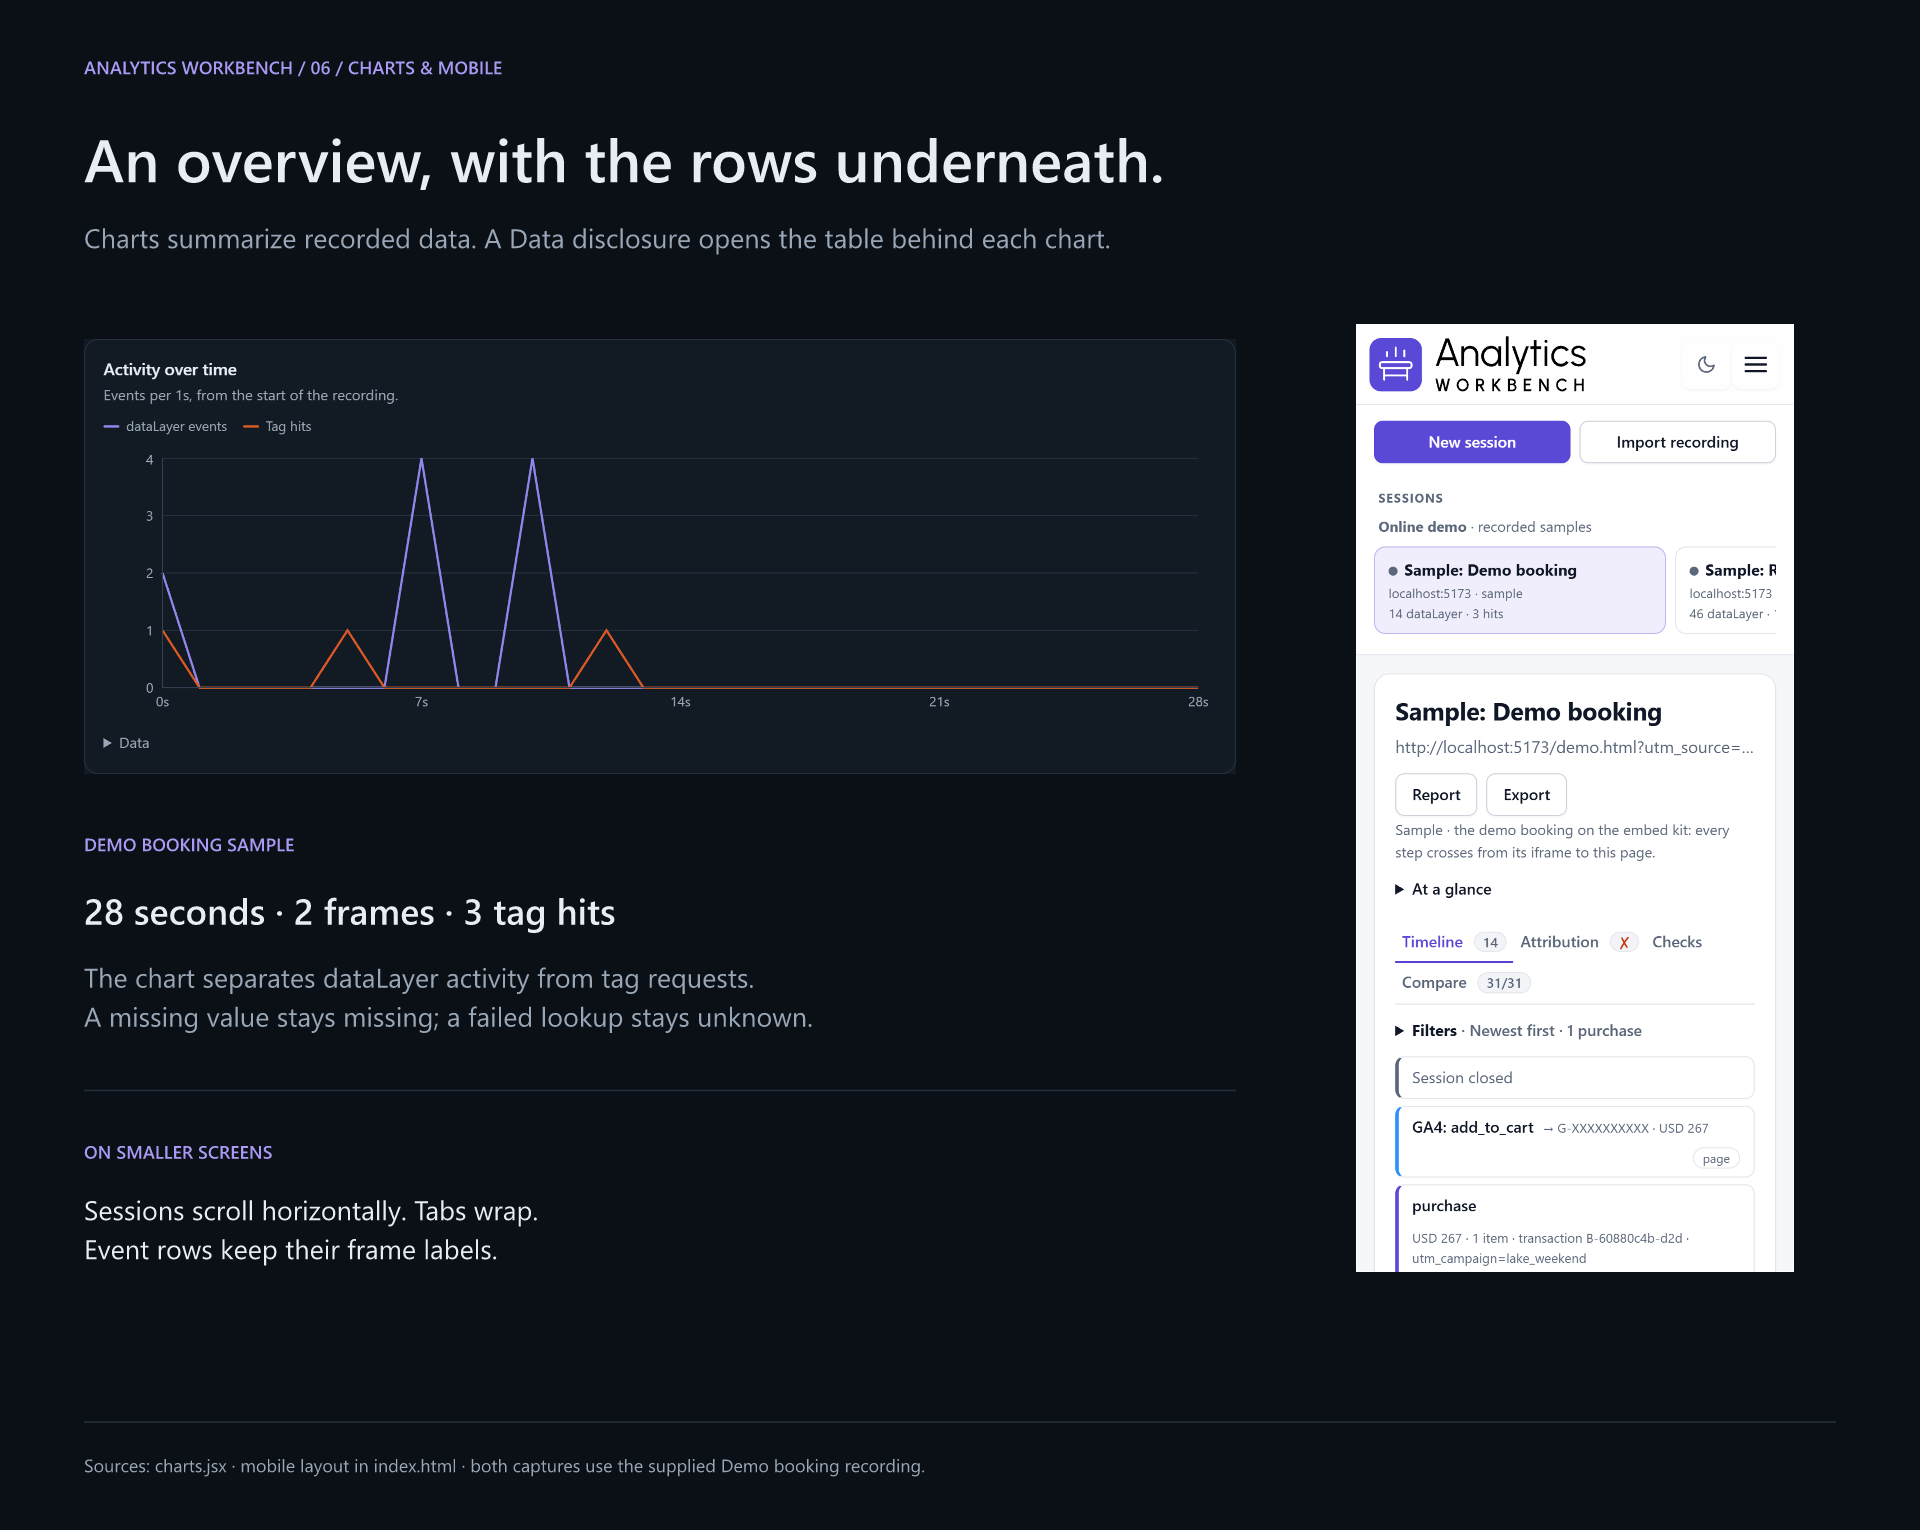 ANALYTICS WORKBENCH / 06 / CHARTS & MOBILE
An overview, with the rows underneath.
Charts summarize recorded data. A Data disclosure opens the table behind each chart.
Activity over time
Events per 1s, from the start of the recording.
dataLayer events
Tag hits
4
3
2
1
0
0s
7s
14s
21s
28s
Data
DEMO BOOKING SAMPLE
28 seconds · 2 frames · 3 tag hits
The chart separates dataLayer activity from tag requests.
A missing value stays missing; a failed lookup stays unknown.
ON SMALLER SCREENS
Sessions scroll horizontally. Tabs wrap.
Event rows keep their frame labels.
Analytics
WORKBENCH
New session
Import recording
SESSIONS
Online demo · recorded samples
Sample: Demo booking
localhost:5173 · sample
14 dataLayer · 3 hits
Sample: R
localhost:5173
46 dataLayer ·
Sample: Demo booking
http://localhost:5173/demo.html?utm_source=...
Report
Export
Sample · the demo booking on the embed kit: every
step crosses from its iframe to this page.
At a glance
Timeline 14
Attribution ✗
Checks
Compare 31/31
Filters · Newest first · 1 purchase
Session closed
GA4: add_to_cart → G-XXXXXXXXXX · USD 267
page
purchase
USD 267 · 1 item · transaction B-60880c4b-d2d ·
utm_campaign=lake_weekend
Sources: charts.jsx · mobile layout in index.html · both captures use the supplied Demo booking recording.